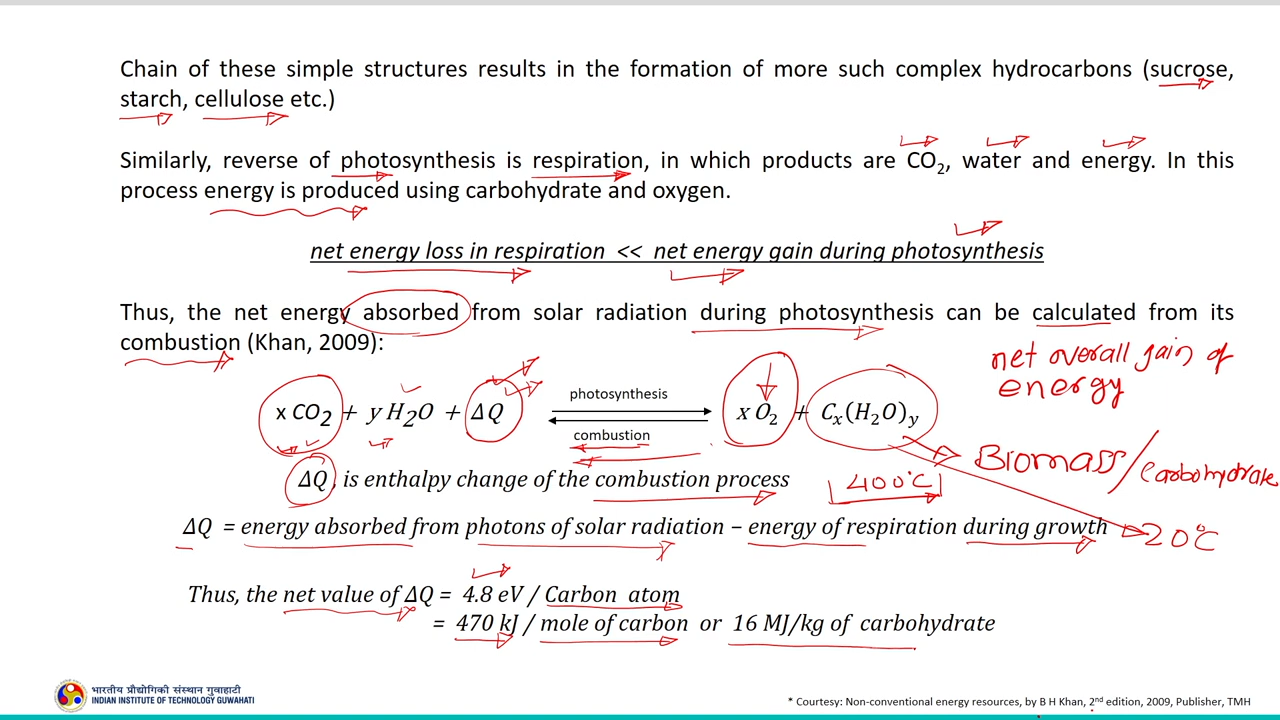 Chain of these simple structures results in the formation of more such complex hydrocarbons (sucrose,
starch, cellulose etc.)
Similarly, reverse of photosynthesis is respiration, in which products are CO₂, water and energy. In this
process energy is produced using carbohydrate and oxygen.
net energy loss in respiration << net energy gain during photosynthesis
Thus, the net energy absorbed from solar radiation during photosynthesis can be calculated from its
combustion (Khan, 2009):
net overall gain of
energy
photosynthesis
x CO₂ + y H₂O + ΔQ x O₂ + Cₓ(H₂O)ᵧ
combustion
Biomass/
carbohydrate
ΔQ, is enthalpy change of the combustion process
400°C
ΔQ = energy absorbed from photons of solar radiation − energy of respiration during growth
20°C
Thus, the net value of ΔQ = 4.8 eV / Carbon atom
= 470 kJ / mole of carbon or 16 MJ/kg of carbohydrate
भारतीय प्रौद्योगिकी संस्थान गुवाहाटी
INDIAN INSTITUTE OF TECHNOLOGY GUWAHATI
* Courtesy: Non-conventional energy resources, by B H Khan, 2nd edition, 2009, Publisher, TMH